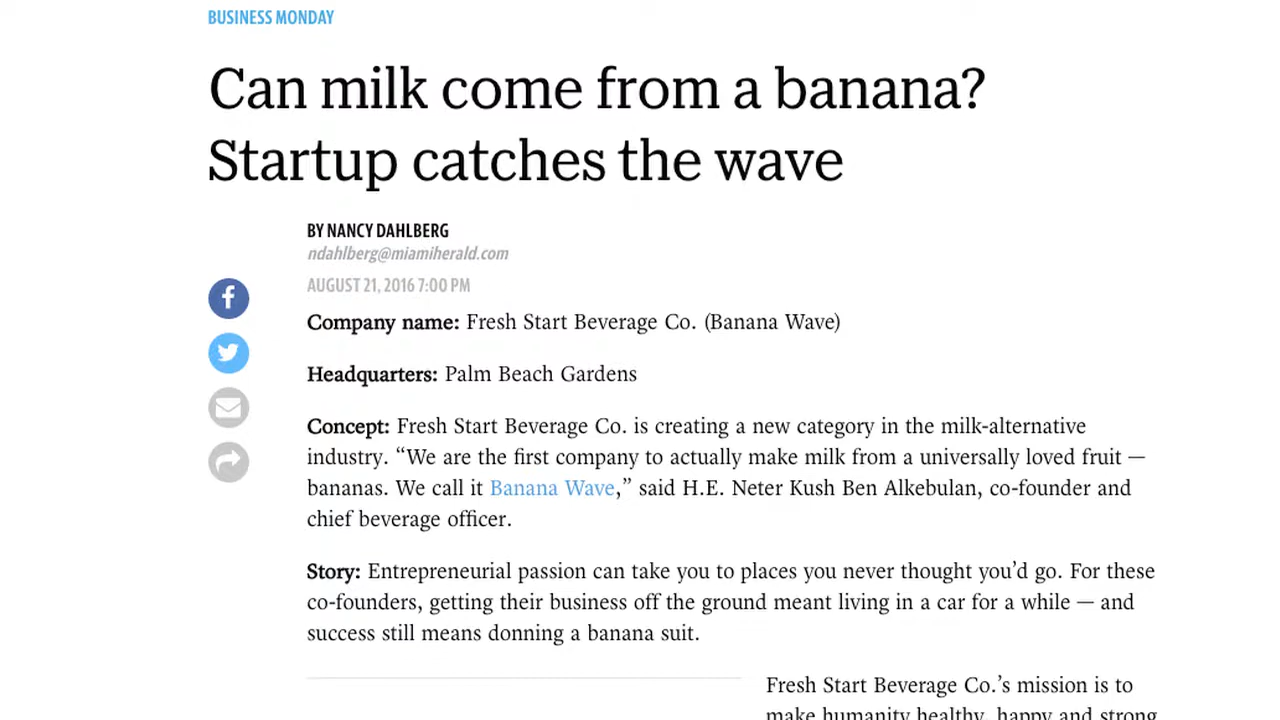 BUSINESS MONDAY
Can milk come from a banana?
Startup catches the wave
BY NANCY DAHLBERG
ndahlberg@miamiherald.com
AUGUST 21, 2016 7:00 PM
Company name: Fresh Start Beverage Co. (Banana Wave)
Headquarters: Palm Beach Gardens
Concept: Fresh Start Beverage Co. is creating a new category in the milk-alternative
industry. “We are the first company to actually make milk from a universally loved fruit —
bananas. We call it Banana Wave,” said H.E. Neter Kush Ben Alkebulan, co-founder and
chief beverage officer.
Story: Entrepreneurial passion can take you to places you never thought you’d go. For these
co-founders, getting their business off the ground meant living in a car for a while — and
success still means donning a banana suit.
Fresh Start Beverage Co.’s mission is to
make humanity healthy, happy and strong